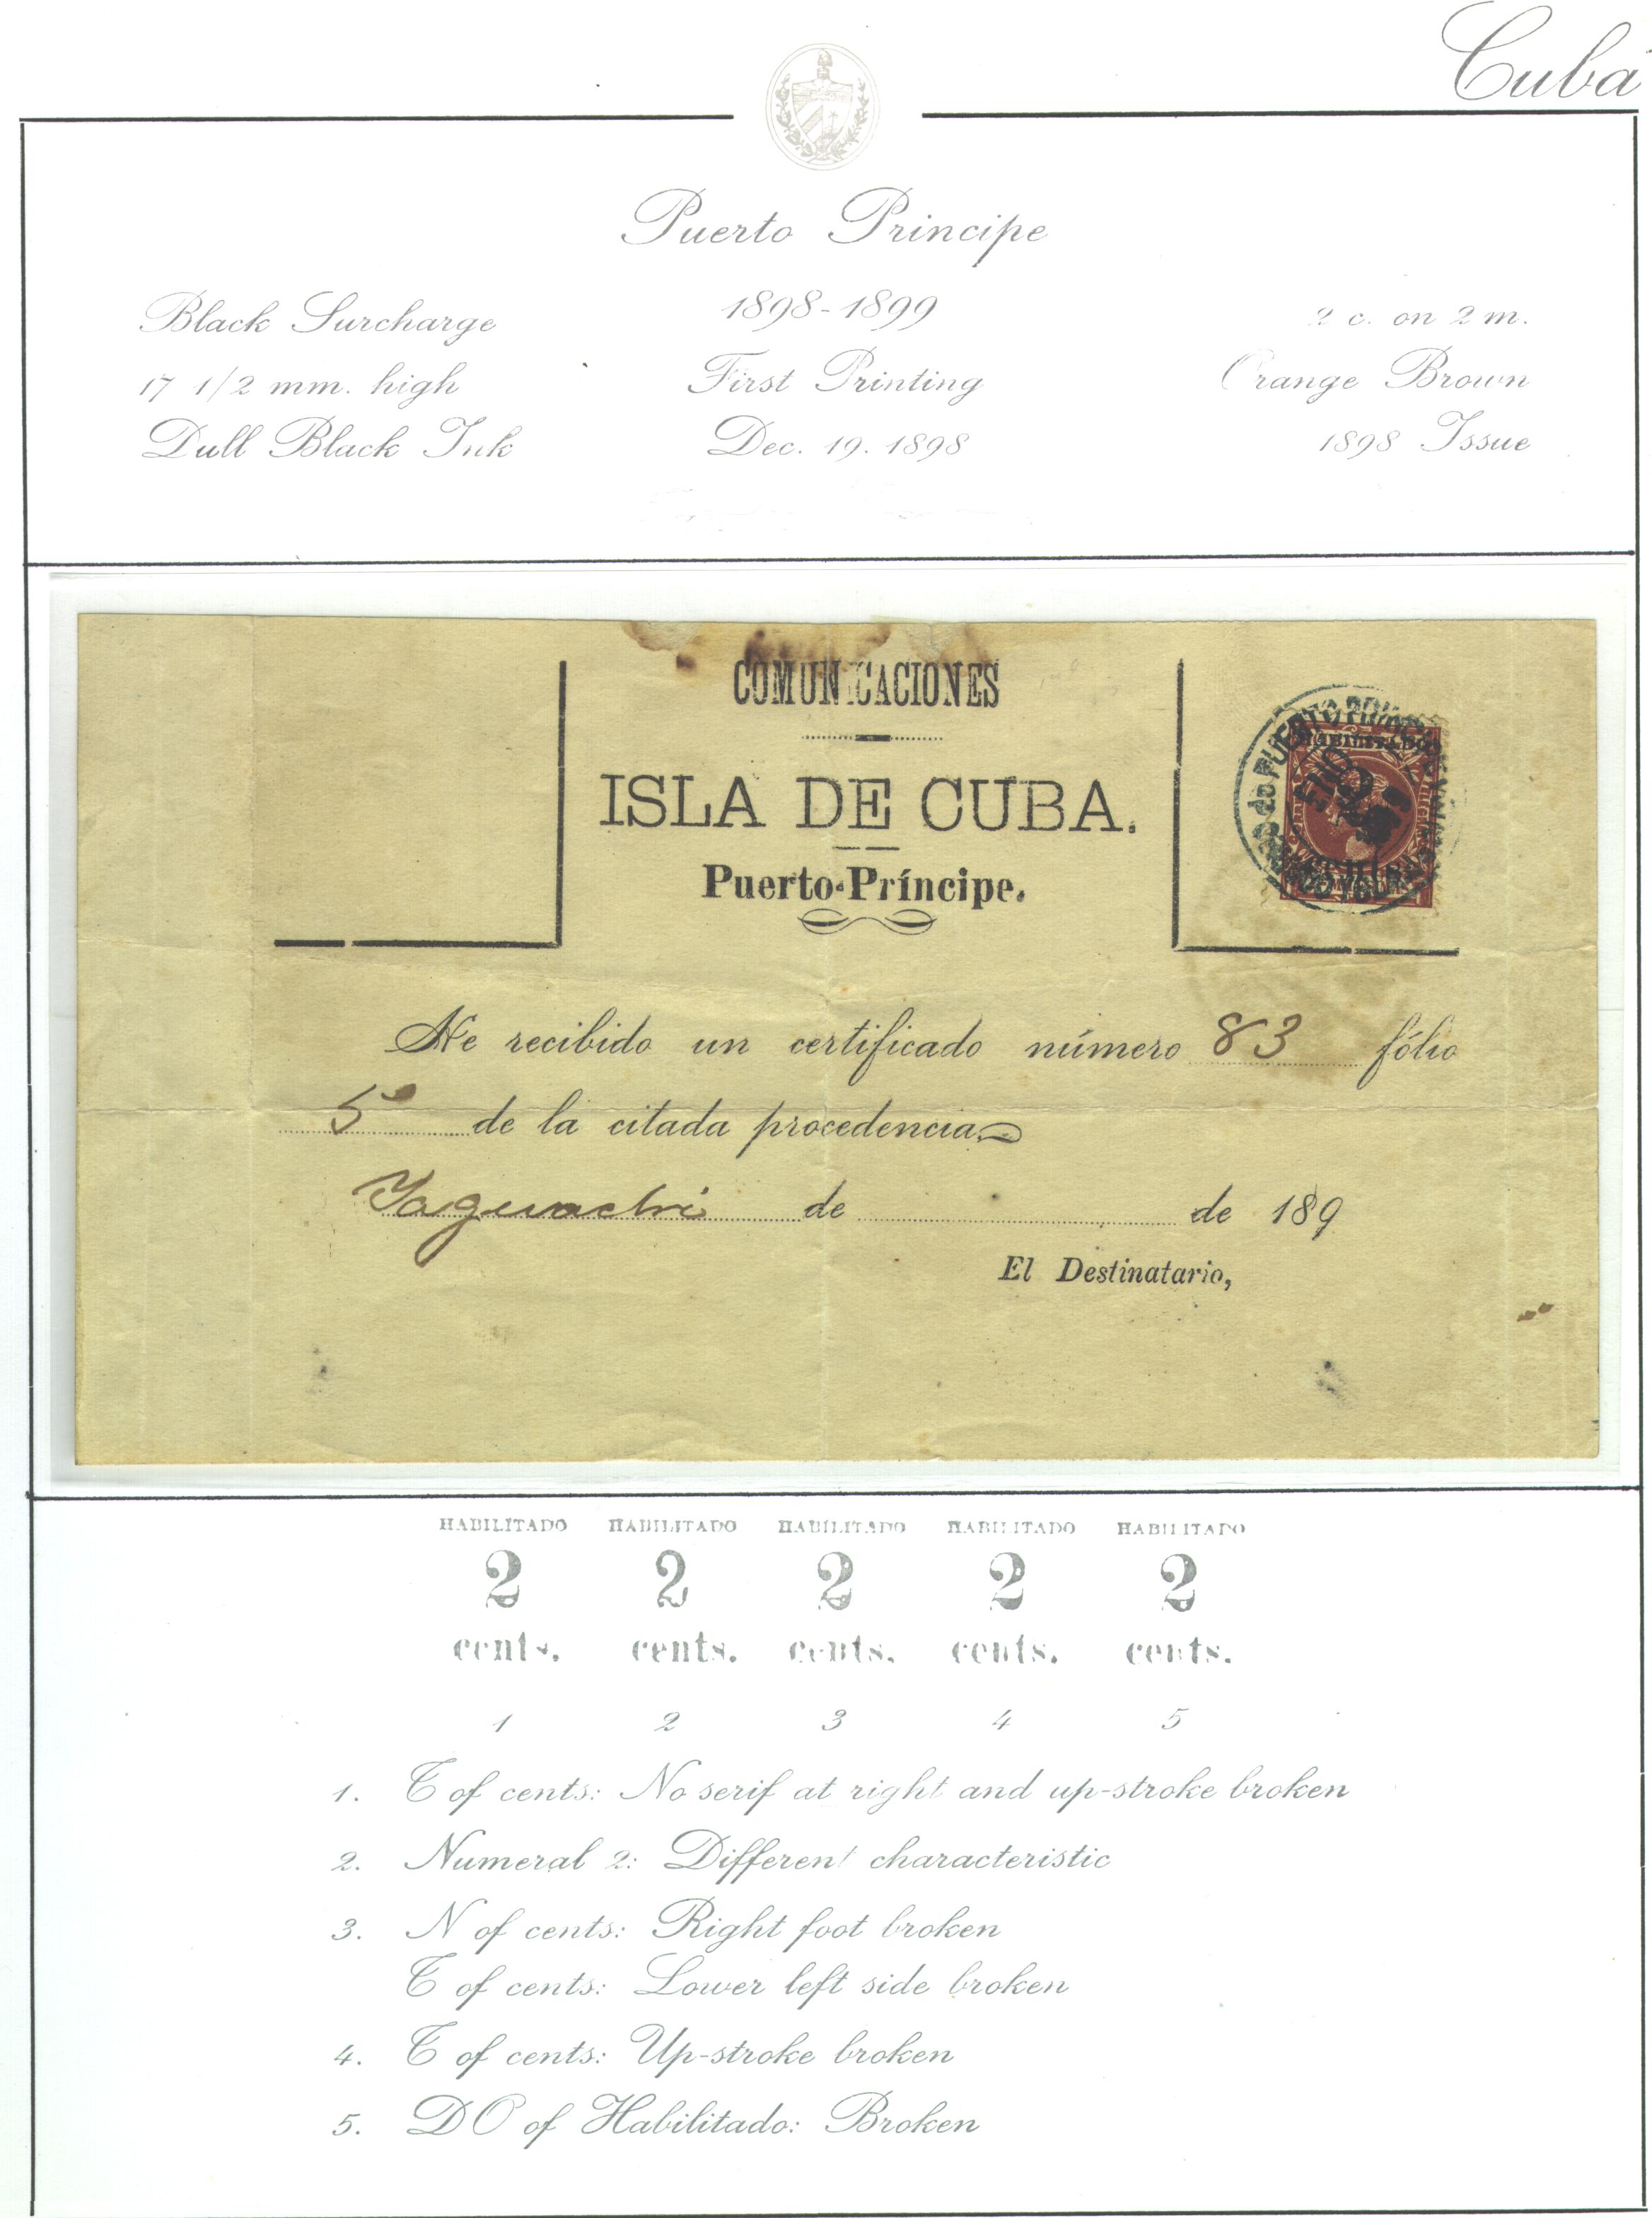 Cuba
Puerto Principe
Black Surcharge
1898-1899
2 c. on 2 m.
17 1/2 mm. high
First Printing
Orange Brown
Dull Black Ink
Dec. 19. 1898
1898 Issue
COMUNICACIONES
ISLA DE CUBA.
Puerto-Príncipe.
HABILITADO
He recibido un certificado número 83 fólio
5º de la citada procedencia
de de 189
El Destinatario,
HABILITADO HABILITADO HABILITADO HABILITADO HABILITADO
2 2 2 2 2
cents. cents. cents. cents. cents.
1 2 3 4 5
1. T of cents: No serif at right and up-stroke broken
2. Numeral 2: Different characteristic
3. N of cents: Right foot broken
T of cents: Lower left side broken
4. T of cents: Up-stroke broken
5. DO of Habilitado: Broken